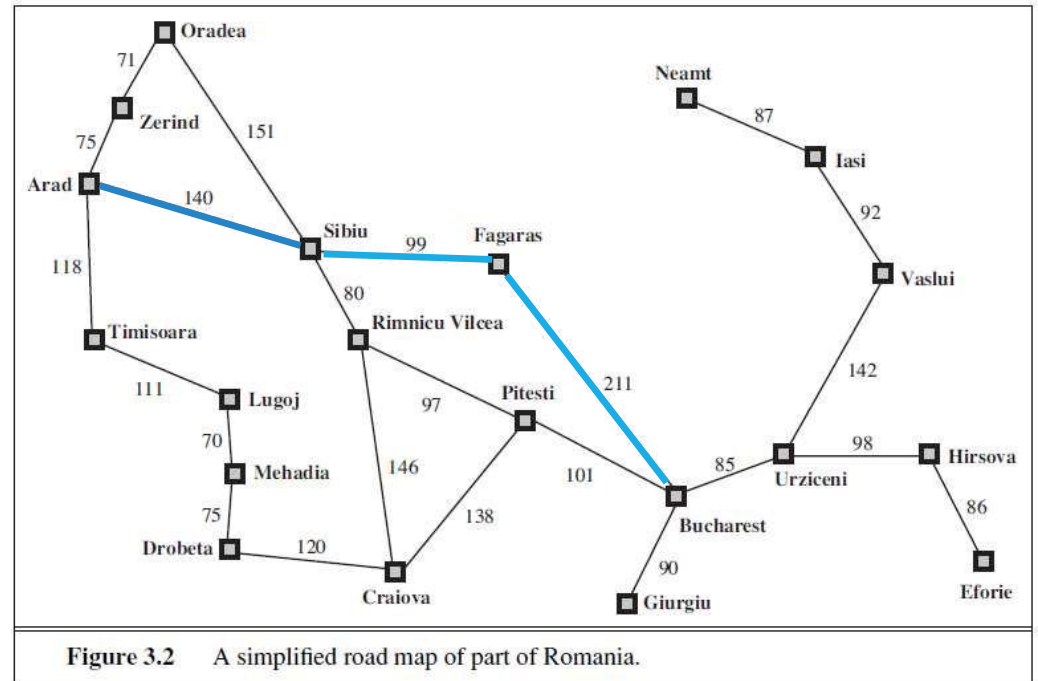 Oradea
71
Neamt
87
Zerind
151
75
Iasi
Arad
140
92
Sibiu
99
Fagaras
118
Vaslui
80
Timisoara
Rimnicu Vilcea
142
111
Lugoj
97
Pitesti
211
70
98
Hirsova
146
101
85
Mehadia
Urziceni
75
138
86
Bucharest
Drobeta
120
90
Craiova
Giurgiu
Eforie
Figure 3.2 A simplified road map of part of Romania.